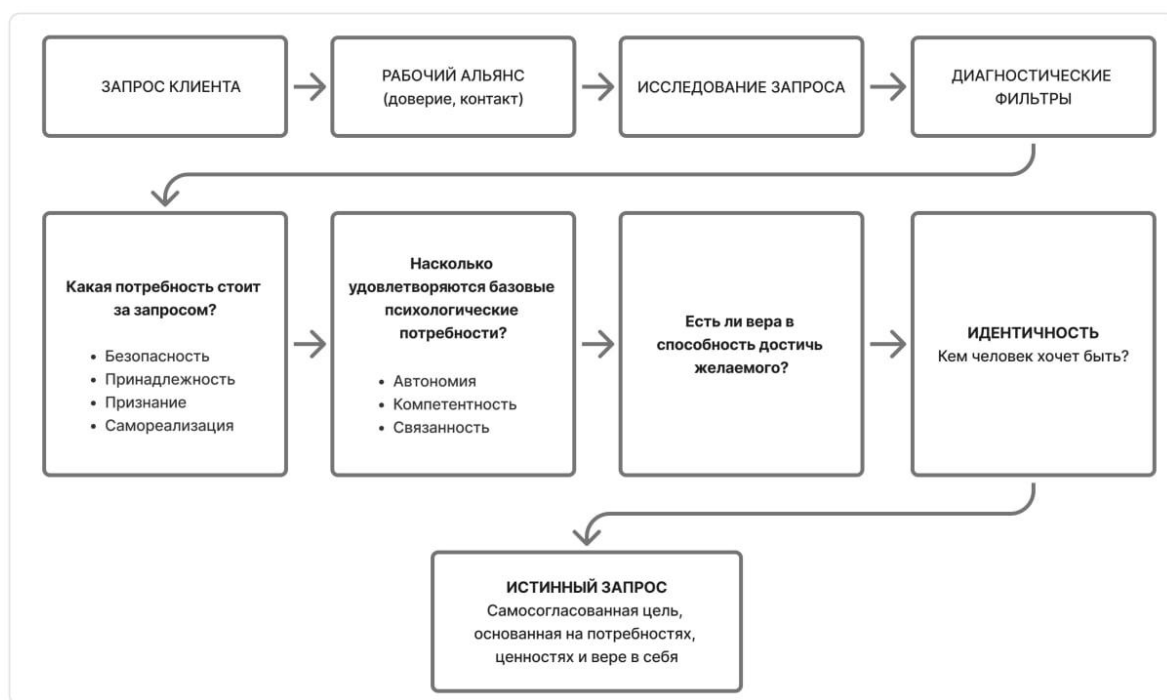 ЗАПРОС КЛИЕНТА
РАБОЧИЙ АЛЬЯНС
(доверие, контакт)
ИССЛЕДОВАНИЕ ЗАПРОСА
ДИАГНОСТИЧЕСКИЕ
ФИЛЬТРЫ
Какая потребность стоит
за запросом?
• Безопасность
• Принадлежность
• Признание
• Самореализация
Насколько
удовлетворяются базовые
психологические
потребности?
• Автономия
• Компетентность
• Связанность
Есть ли вера в
способность достичь
желаемого?
ИДЕНТИЧНОСТЬ
Кем человек хочет быть?
ИСТИННЫЙ ЗАПРОС
Самосогласованная цель,
основанная на потребностях,
ценностях и вере в себя